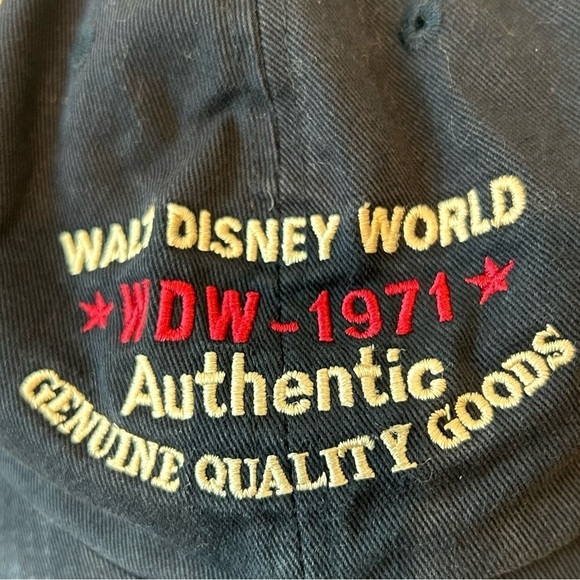 WALT DISNEY WORLD
★WDW-1971★
Authentic
GENUINE QUALITY GOODS